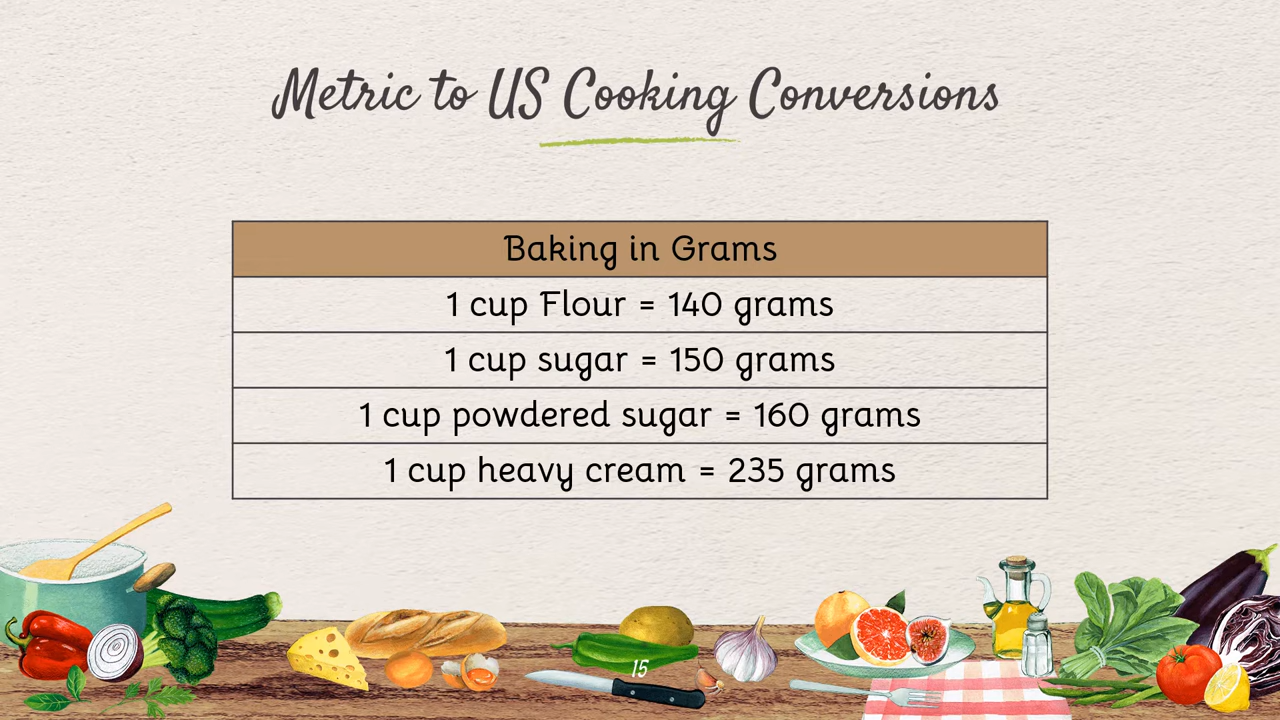 Metric to US Cooking Conversions
Baking in Grams
1 cup Flour = 140 grams
1 cup sugar = 150 grams
1 cup powdered sugar = 160 grams
1 cup heavy cream = 235 grams
15